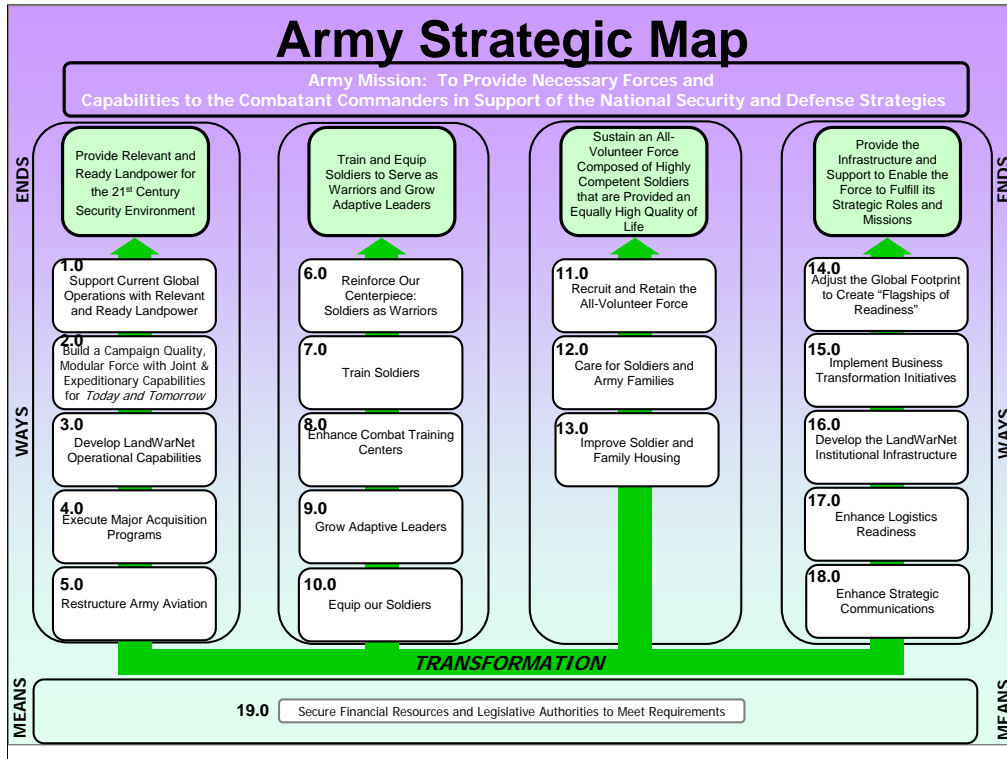 Army Strategic Map
Army Mission: To Provide Necessary Forces and
Capabilities to the Combatant Commanders in Support of the National Security and Defense Strategies
ENDS
Provide Relevant and
Ready Landpower for
the 21st Century
Security Environment
Train and Equip
Soldiers to Serve as
Warriors and Grow
Adaptive Leaders
Sustain an All-
Volunteer Force
Composed of Highly
Competent Soldiers
that are Provided an
Equally High Quality of
Life
Provide the
Infrastructure and
Support to Enable the
Force to Fulfill its
Strategic Roles and
Missions
ENDS
WAYS
1.0
Support Current Global
Operations with Relevant
and Ready Landpower
2.0
Build a Campaign Quality,
Modular Force with Joint &
Expeditionary Capabilities
for Today and Tomorrow
3.0
Develop LandWarNet
Operational Capabilities
4.0
Execute Major Acquisition
Programs
5.0
Restructure Army Aviation
6.0
Reinforce Our
Centerpiece:
Soldiers as Warriors
7.0
Train Soldiers
8.0
Enhance Combat Training
Centers
9.0
Grow Adaptive Leaders
10.0
Equip our Soldiers
11.0
Recruit and Retain the
All-Volunteer Force
12.0
Care for Soldiers and
Army Families
13.0
Improve Soldier and
Family Housing
14.0
Adjust the Global Footprint
to Create “Flagships of
Readiness”
15.0
Implement Business
Transformation Initiatives
16.0
Develop the LandWarNet
Institutional Infrastructure
17.0
Enhance Logistics
Readiness
18.0
Enhance Strategic
Communications
WAYS
TRANSFORMATION
MEANS
19.0 Secure Financial Resources and Legislative Authorities to Meet Requirements
MEANS